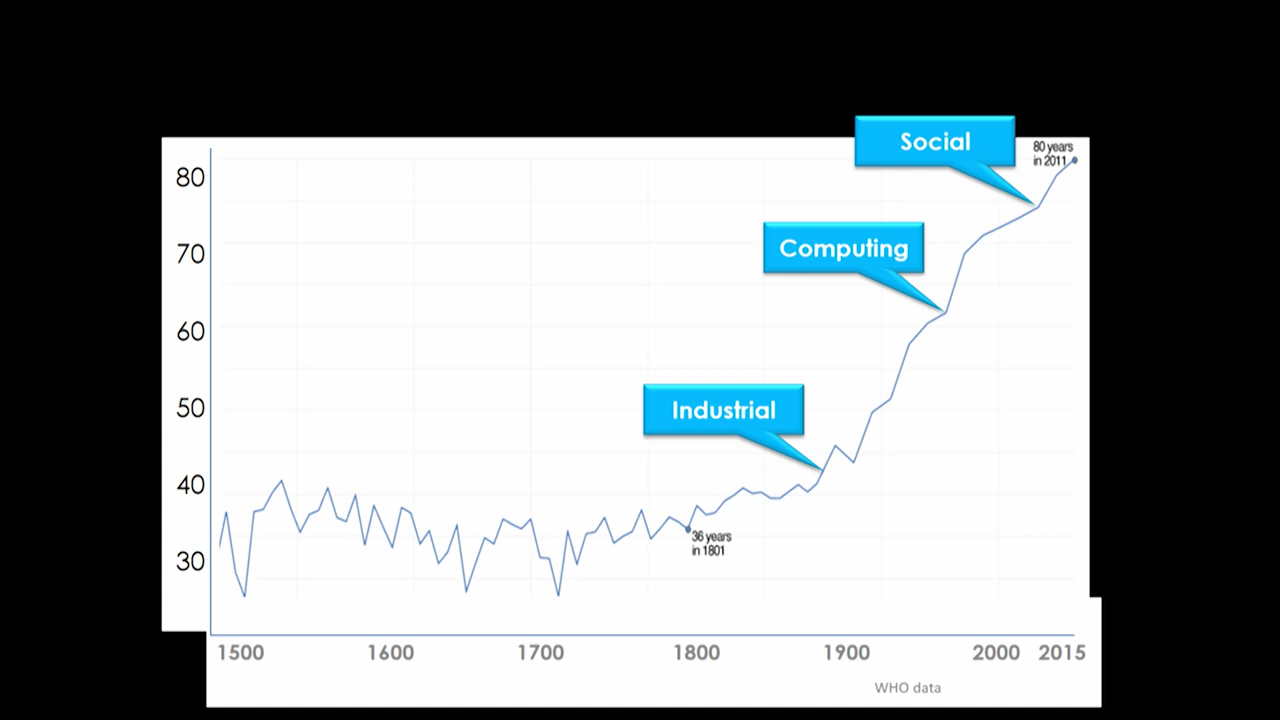 Social
80 years
in 2011
80
70
Computing
60
50
Industrial
40
36 years
in 1801
30
1500 1600 1700 1800 1900 2000 2015
WHO data